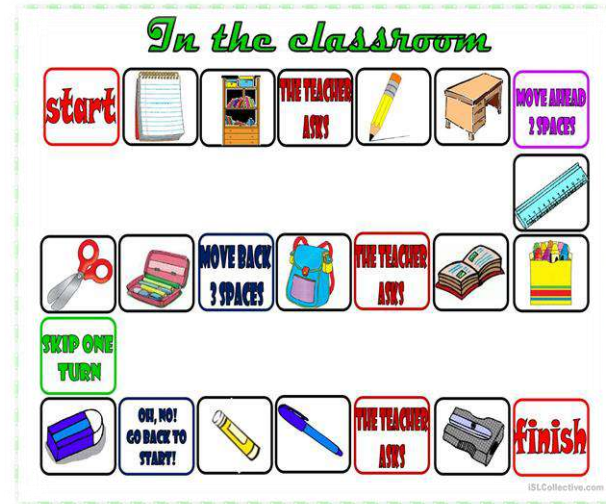 In the classroom
start
THE TEACHER
ASKS
MOVE AHEAD
2 SPACES
MOVE BACK
3 SPACES
THE TEACHER
ASKS
SKIP ONE
TURN
OH, NO!
GO BACK TO
START!
THE TEACHER
ASKS
finish
iSLCollective.com